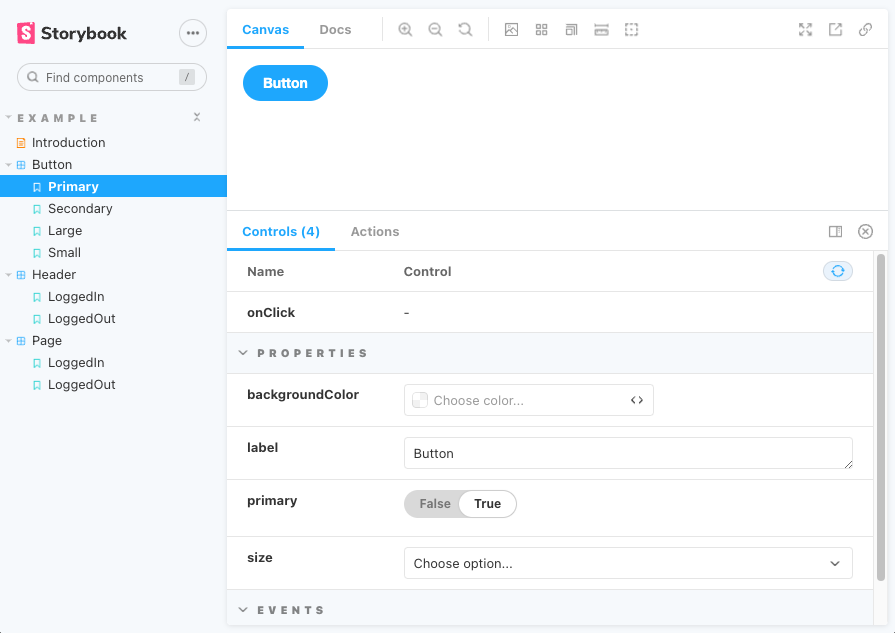 Storybook
Find components /
EXAMPLE
Introduction
Button
Primary
Secondary
Large
Small
Header
LoggedIn
LoggedOut
Page
LoggedIn
LoggedOut
Canvas Docs
Button
Controls (4) Actions
Name Control
onClick -
PROPERTIES
backgroundColor Choose color...
label Button
primary False True
size Choose option...
EVENTS